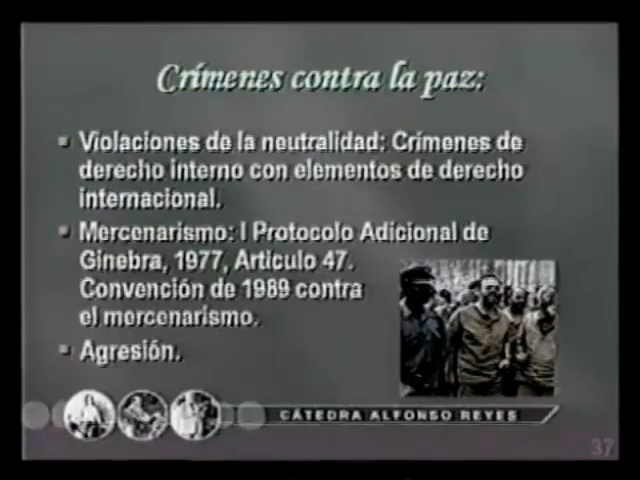 Crímenes contra la paz:
Violaciones de la neutralidad: Crímenes de
derecho interno con elementos de derecho
internacional.
Mercenarismo: I Protocolo Adicional de
Ginebra, 1977, Articulo 47.
Convención de 1989 contra
el mercenarismo.
Agresión.
CÁTEDRA ALFONSO REYES
37